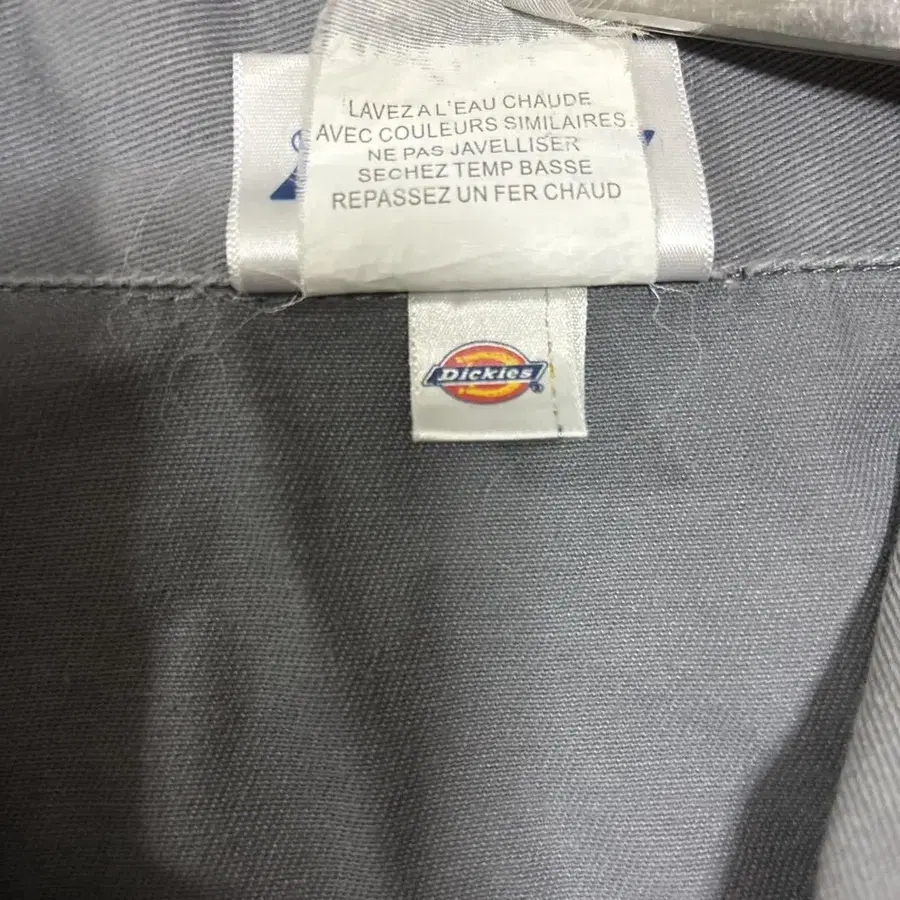 LAVEZ A L'EAU CHAUDE
AVEC COULEURS SIMILAIRES
NE PAS JAVELLISER
SECHEZ TEMP BASSE
REPASSEZ UN FER CHAUD
Dickies®